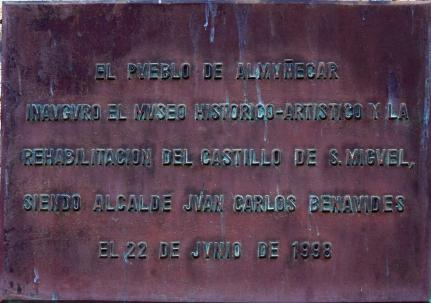 EL PUEBLO DE ALMVÑECAR
INAVGVRO EL MVSEO HISTORICO-ARTISTICO Y LA
REHABILITACION DEL CASTILLO DE S. MIGVEL,
SIENDO ALCALDE JVAN CARLOS BENAVIDES
EL 22 DE JVNIO DE 1998